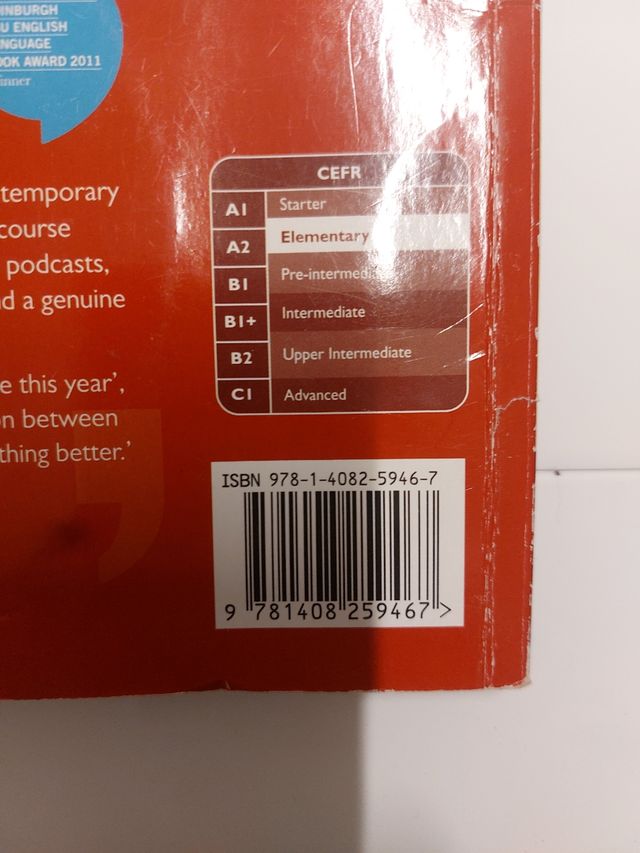 INBURGH
U ENGLISH
NGUAGE
OOK AWARD 2011
inner
temporary
course
podcasts,
d a genuine
e this year’,
n between
thing better.’
CEFR
A1 Starter
A2 Elementary
B1 Pre-intermedia
B1+ Intermediate
B2 Upper Intermediate
C1 Advanced
ISBN 978-1-4082-5946-7
9 781408 259467 >